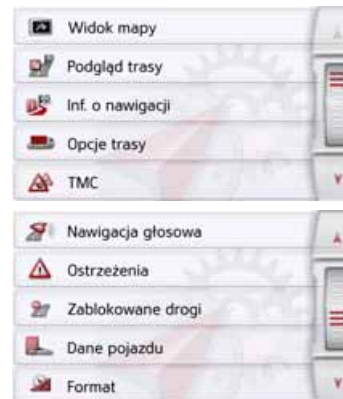 Widok mapy
Podgląd trasy
Inf. o nawigacji
Opcje trasy
TMC
Nawigacja głosowa
Ostrzeżenia
Zablokowane drogi
Dane pojazdu
Format